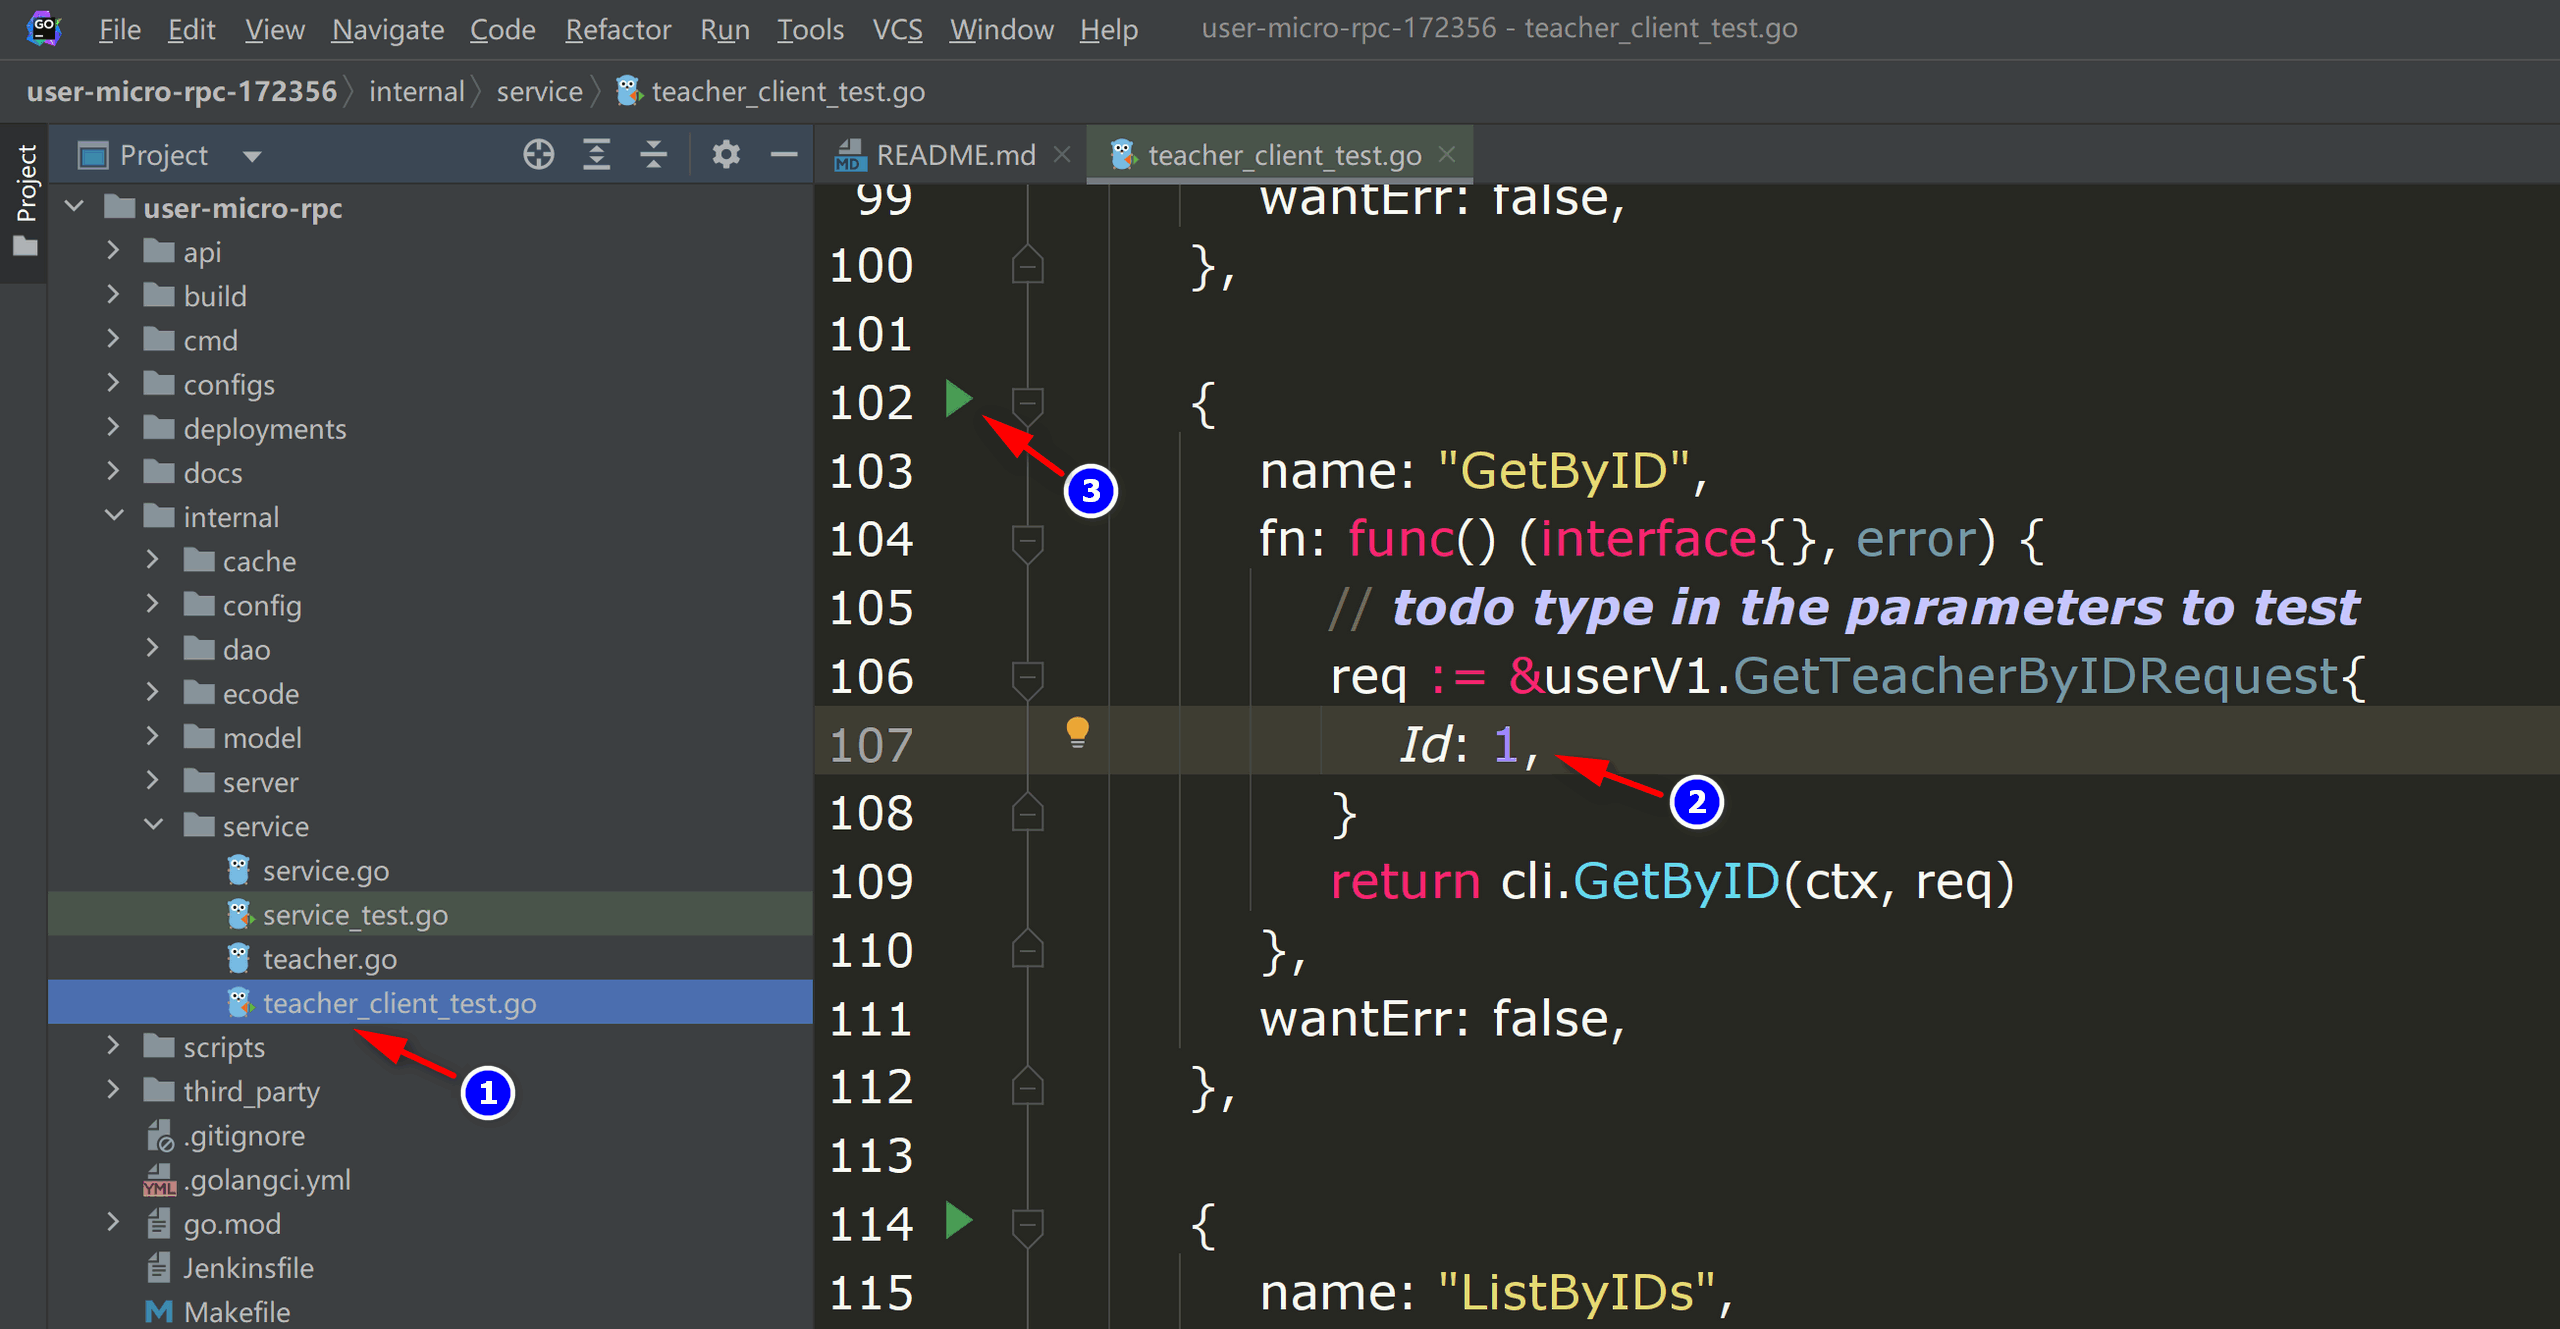 GO File Edit View Navigate Code Refactor Run Tools VCS Window Help user-micro-rpc-172356 - teacher_client_test.go
user-micro-rpc-172356 internal service teacher_client_test.go
Project
Project
README.md teacher_client_test.go
user-micro-rpc
api
build
cmd
configs
deployments
docs
internal
cache
config
dao
ecode
model
server
service
service.go
service_test.go
teacher.go
teacher_client_test.go
1
scripts
third_party
.gitignore
YML .golangci.yml
go.mod
Jenkinsfile
Makefile
MD
99 wantErr: false,
100 },
101
102 {
3
103 name: "GetByID",
104 fn: func() (interface{}, error) {
105 // todo type in the parameters to test
106 req := &userV1.GetTeacherByIDRequest{
107 Id: 1,
2
108 }
109 return cli.GetByID(ctx, req)
110 },
111 wantErr: false,
112 },
113
114 {
115 name: "ListByIDs",